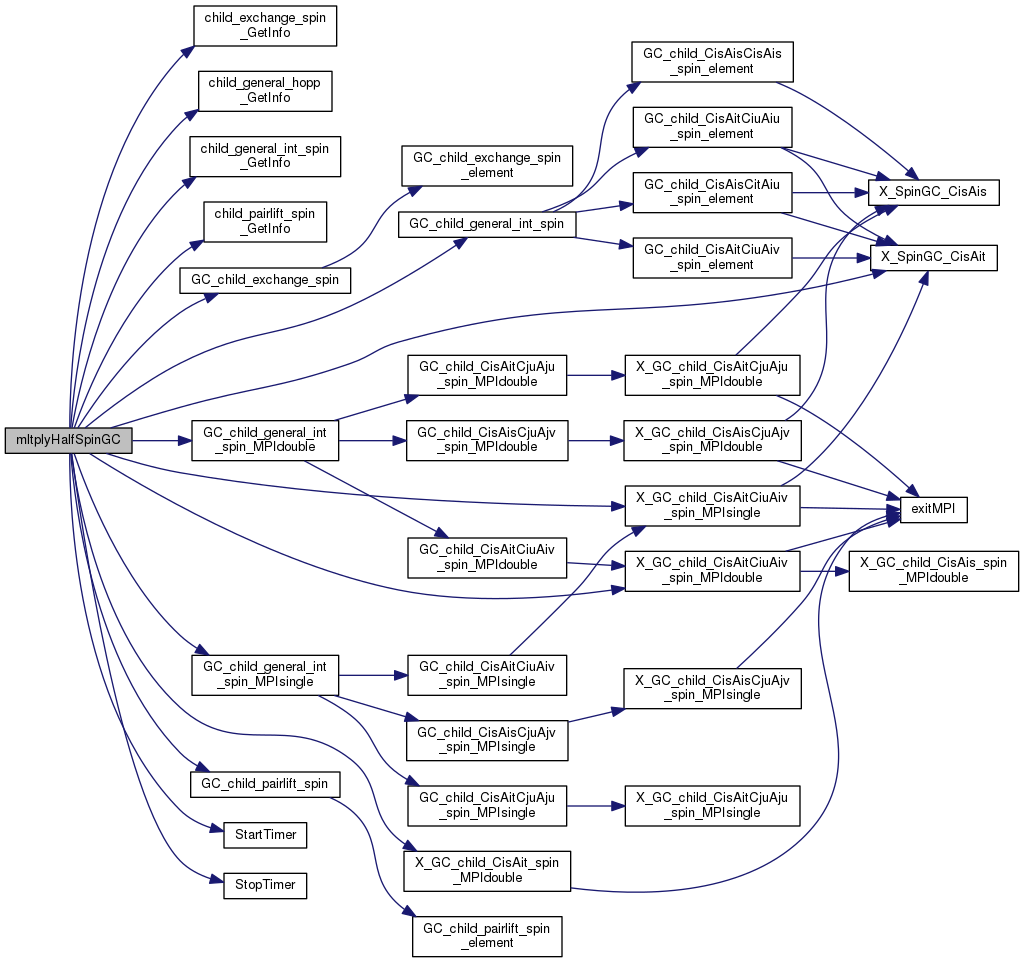 child_exchange_spin
_GetInfo
child_general_hopp
_GetInfo
child_general_int_spin
_GetInfo
child_pairlift_spin
_GetInfo
GC_child_exchange_spin
mltplyHalfSpinGC
GC_child_general_int
_spin_MPIdouble
GC_child_general_int
_spin_MPIsingle
GC_child_pairlift_spin
StartTimer
StopTimer
GC_child_exchange_spin
_element
GC_child_general_int_spin
GC_child_CisAitCjuAju
_spin_MPIdouble
GC_child_CisAisCjuAjv
_spin_MPIdouble
GC_child_CisAitCiuAiv
_spin_MPIdouble
GC_child_CisAitCiuAiv
_spin_MPIsingle
GC_child_CisAisCjuAjv
_spin_MPIsingle
GC_child_CisAitCjuAju
_spin_MPIsingle
X_GC_child_CisAit_spin
_MPIdouble
GC_child_pairlift_spin
_element
GC_child_CisAisCisAis
_spin_element
GC_child_CisAitCiuAiu
_spin_element
GC_child_CisAisCitAiu
_spin_element
GC_child_CisAitCiuAiv
_spin_element
X_GC_child_CisAitCjuAju
_spin_MPIdouble
X_GC_child_CisAisCjuAjv
_spin_MPIdouble
X_GC_child_CisAitCiuAiv
_spin_MPIsingle
X_GC_child_CisAitCiuAiv
_spin_MPIdouble
X_GC_child_CisAisCjuAjv
_spin_MPIsingle
X_GC_child_CisAitCjuAju
_spin_MPIsingle
X_SpinGC_CisAis
X_SpinGC_CisAit
exitMPI
X_GC_child_CisAis_spin
_MPIdouble